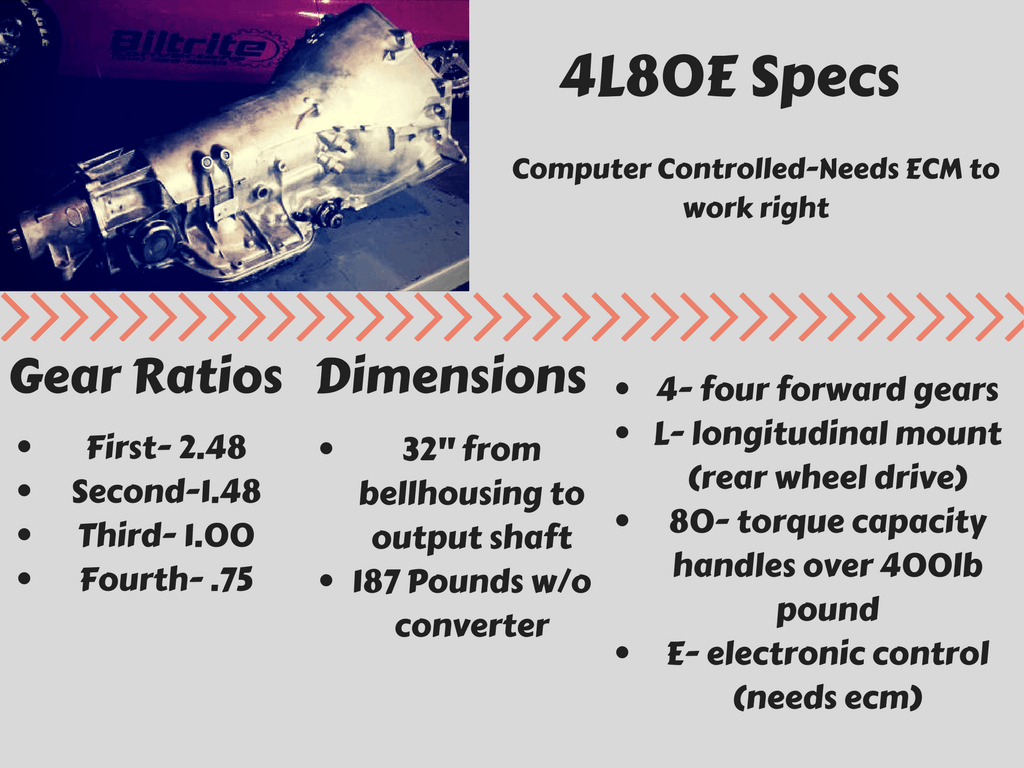 Biltrite
4L80E Specs
Computer Controlled-Needs ECM to
work right
Gear Ratios
• First- 2.48
• Second-1.48
• Third- 1.00
• Fourth- .75
Dimensions
• 32" from
bellhousing to
output shaft
• 187 Pounds w/o
converter
• 4- four forward gears
• L- longitudinal mount
(rear wheel drive)
• 80- torque capacity
handles over 400lb
pound
• E- electronic control
(needs ecm)